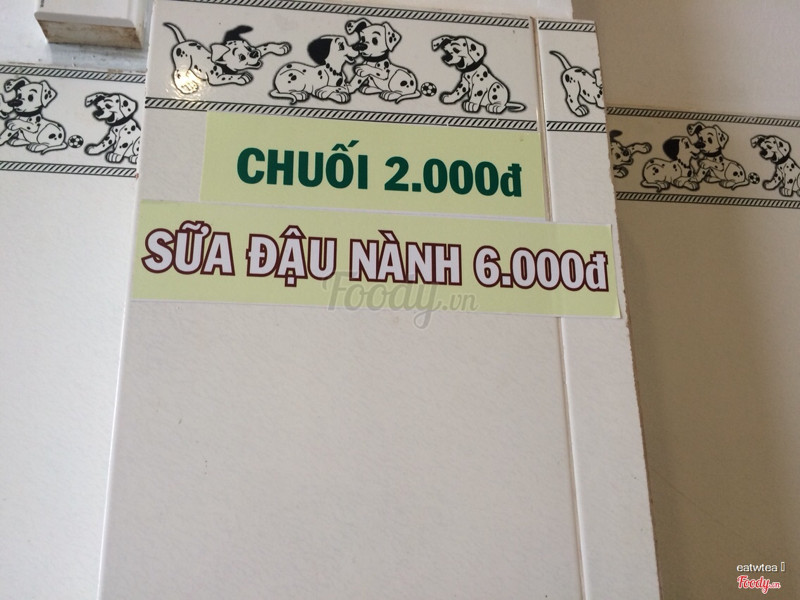 CHUỐI 2.000đ
SỮA ĐẬU NÀNH 6.000đ
Foody.vn
eatwtea
Foody.vn